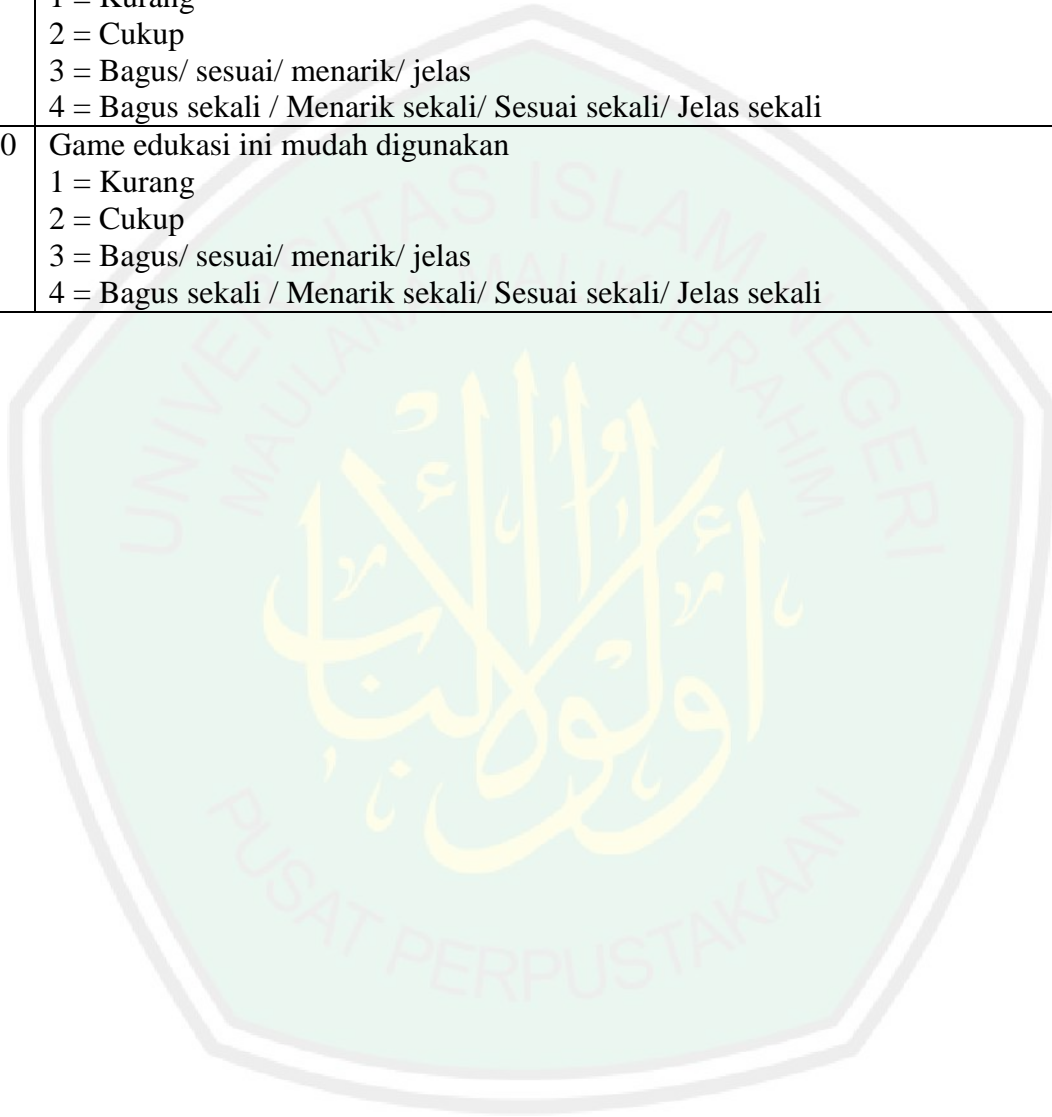 1 = Kurang
2 = Cukup
3 = Bagus/ sesuai/ menarik/ jelas
4 = Bagus sekali / Menarik sekali/ Sesuai sekali/ Jelas sekali
0 Game edukasi ini mudah digunakan
1 = Kurang
2 = Cukup
3 = Bagus/ sesuai/ menarik/ jelas
4 = Bagus sekali / Menarik sekali/ Sesuai sekali/ Jelas sekali
UNIVERSITAS ISLAM NEGERI
MAULANA MALIK IBRAHIM
PUSAT PERPUSTAKAAN